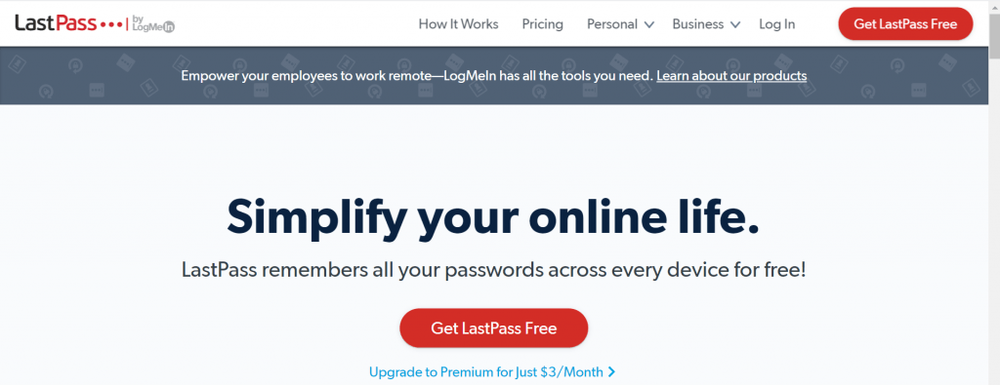 LastPass by LogMeIn
How It Works Pricing Personal Business Log In Get LastPass Free
Empower your employees to work remote—LogMeIn has all the tools you need. Learn about our products
Simplify your online life.
LastPass remembers all your passwords across every device for free!
Get LastPass Free
Upgrade to Premium for Just $3/Month